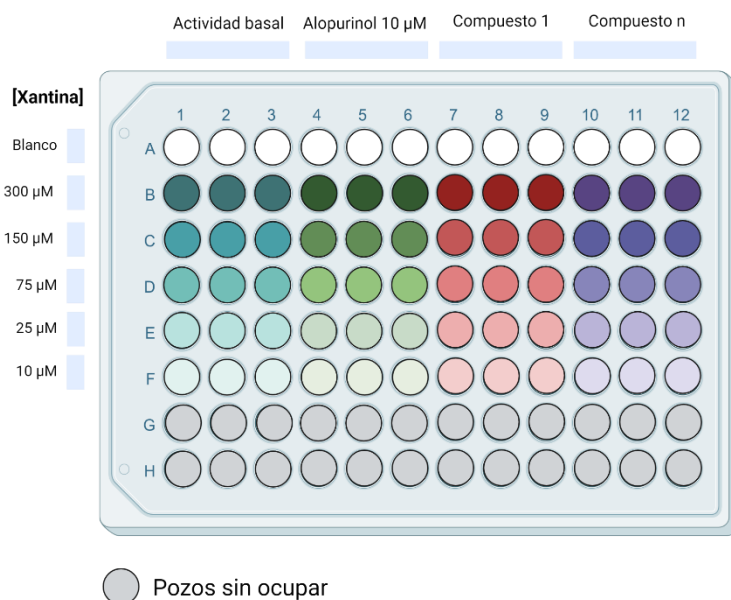 Actividad basal Alopurinol 10 µM Compuesto 1 Compuesto n
[Xantina]
1 2 3 4 5 6 7 8 9 10 11 12
Blanco A
300 µM B
150 µM C
75 µM D
25 µM E
10 µM F
G
H
Pozos sin ocupar